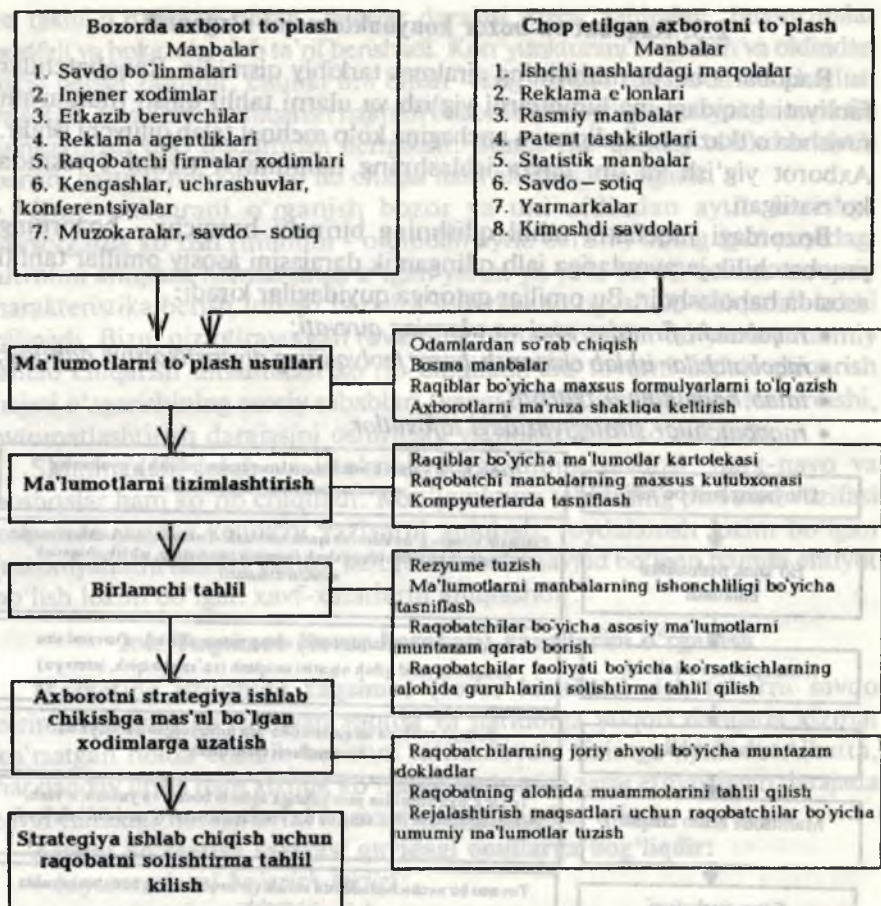 Bozorda axborot to'plash
Manbalar
1. Savdo bo'linmalari
2. Injener xodimlar
3. Etkazib beruvchilar
4. Reklama agentliklari
5. Raqobatchi firmalar xodimlari
6. Kengashlar, uchrashuvlar,
konferentsiyalar
7. Muzokaralar, savdo-sotiq
Chop etilgan axborotni to'plash
Manbalar
1. Ishchi nashlardagi maqolalar
2. Reklama e'lonlari
3. Rasmiy manbalar
4. Patent tashkilotlari
5. Statistik manbalar
6. Savdo-sotiq
7. Yarmarkalar
8. Kimoshdi savdolari
Ma'lumotlarni to'plash usullari
Odamlardan so'rab chiqish
Bosma manbalar
Raqiblar bo'yicha maxsus formulyarlarni to'lg'azish
Axborotlarni ma'ruza shakliga keltirish
Ma'lumotlarni tizimlashtirish
Raqiblar bo'yicha ma'lumotlar kartotekasi
Raqobatchi manbalarning maxsus kutubxonasi
Kompyuterlarda tasniflash
Birlamchi tahlil
Rezyume tuzish
Ma'lumotlarni manbalarning ishonchliligi bo'yicha
tasniflash
Raqobatchilar bo'yicha asosiy ma'lumotlarni
muntazam qarab borish
Raqobatchilar faoliyati bo'yicha ko'rsatkichlarning
alohida guruhlarini solishtirma tahlil qilish
Axborotni strategiya ishlab
chikishga mas'ul bo'lgan
xodimlarga uzatish
Raqobatchilarning joriy ahvoli bo'yicha muntazam
dokladlar
Raqobatning alohida muammolarini tahlil qilish
Rejalashtirish maqsadlari uchun raqobatchilar bo'yicha
umumiy ma'lumotlar tuzish
Strategiya ishlab chiqish uchun
raqobatni solishtirma tahlil
kilish